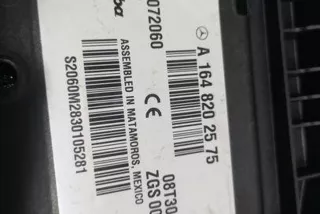 A 164 820 25 75
08T30
ZGS 00
072060
CE
ASSEMBLED IN MATAMOROS, MEXICO
S2060M2830105281